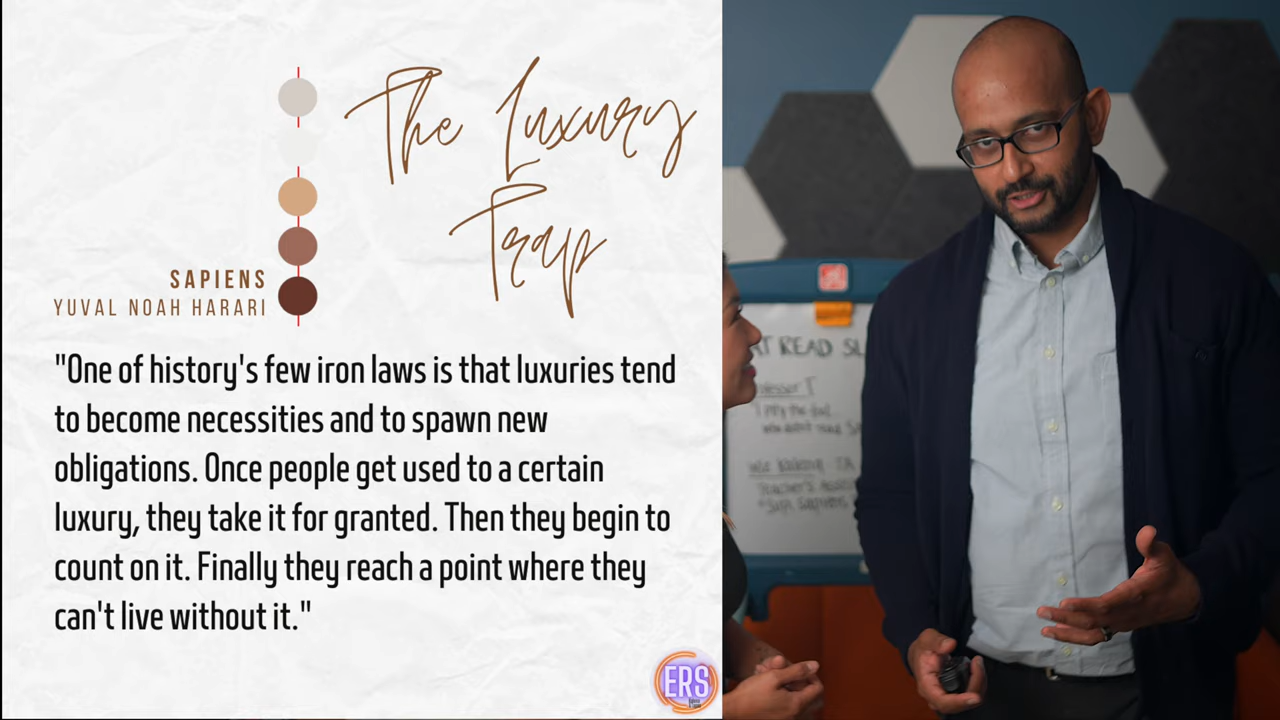 The Luxury
Trap
SAPIENS
YUVAL NOAH HARARI
"One of history's few iron laws is that luxuries tend
to become necessities and to spawn new
obligations. Once people get used to a certain
luxury, they take it for granted. Then they begin to
count on it. Finally they reach a point where they
can't live without it."
ERS
READ